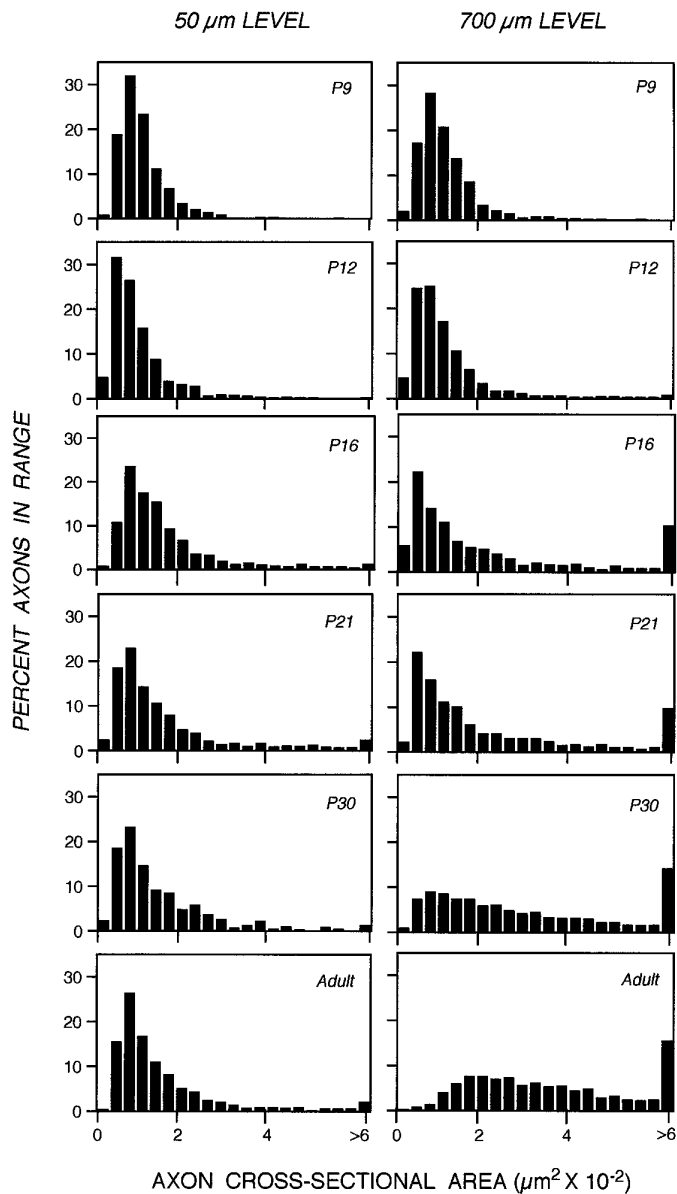 50 µm LEVEL
700 µm LEVEL
PERCENT AXONS IN RANGE
30
20
10
0
P9
P9
30
20
10
0
P12
P12
30
20
10
0
P16
P16
30
20
10
0
P21
P21
30
20
10
0
P30
P30
30
20
10
0
Adult
Adult
0 2 4 >6
0 2 4 >6
AXON CROSS-SECTIONAL AREA (µm² X 10⁻²)